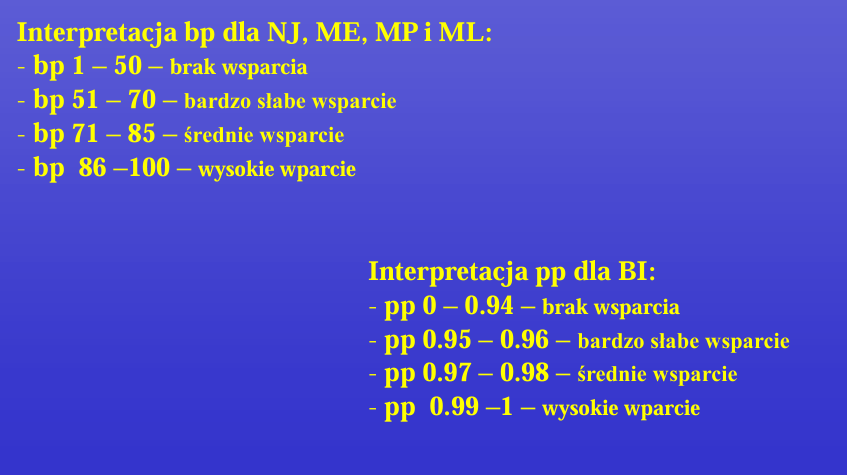 Interpretacja bp dla NJ, ME, MP i ML:
- bp 1 – 50 – brak wsparcia
- bp 51 – 70 – bardzo słabe wsparcie
- bp 71 – 85 – średnie wsparcie
- bp  86 –100 – wysokie wparcie
Interpretacja pp dla BI:
- pp 0 – 0.94 – brak wsparcia
- pp 0.95 – 0.96 – bardzo słabe wsparcie
- pp 0.97 – 0.98 – średnie wsparcie
- pp  0.99 –1 – wysokie wparcie